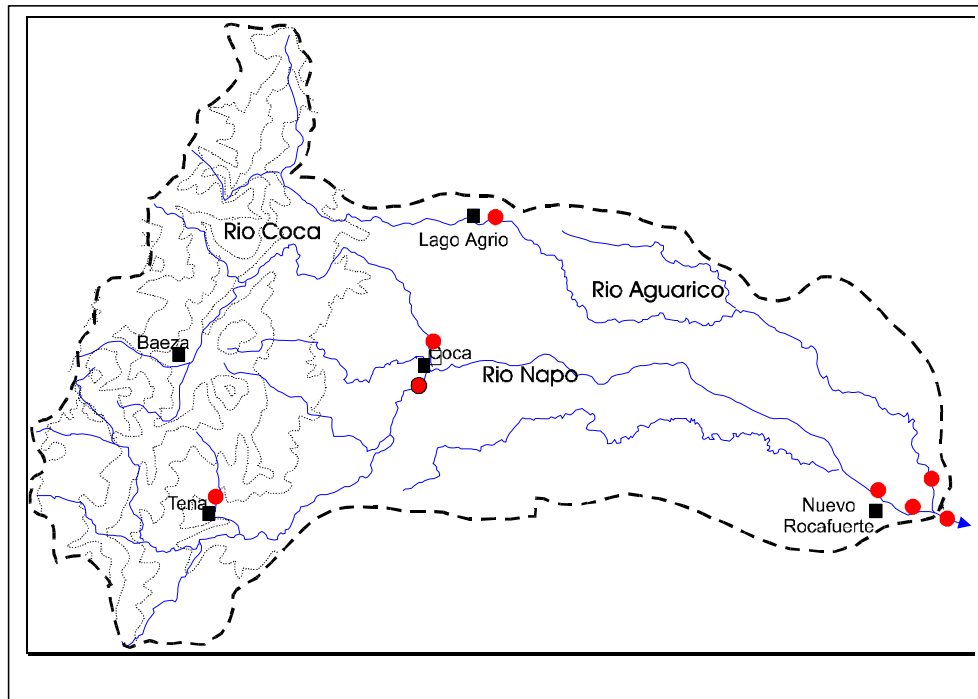 Rio Coca
Lago Agrio
Rio Aguarico
Baeza
Coca
Rio Napo
Tena
Nuevo
Rocafuerte